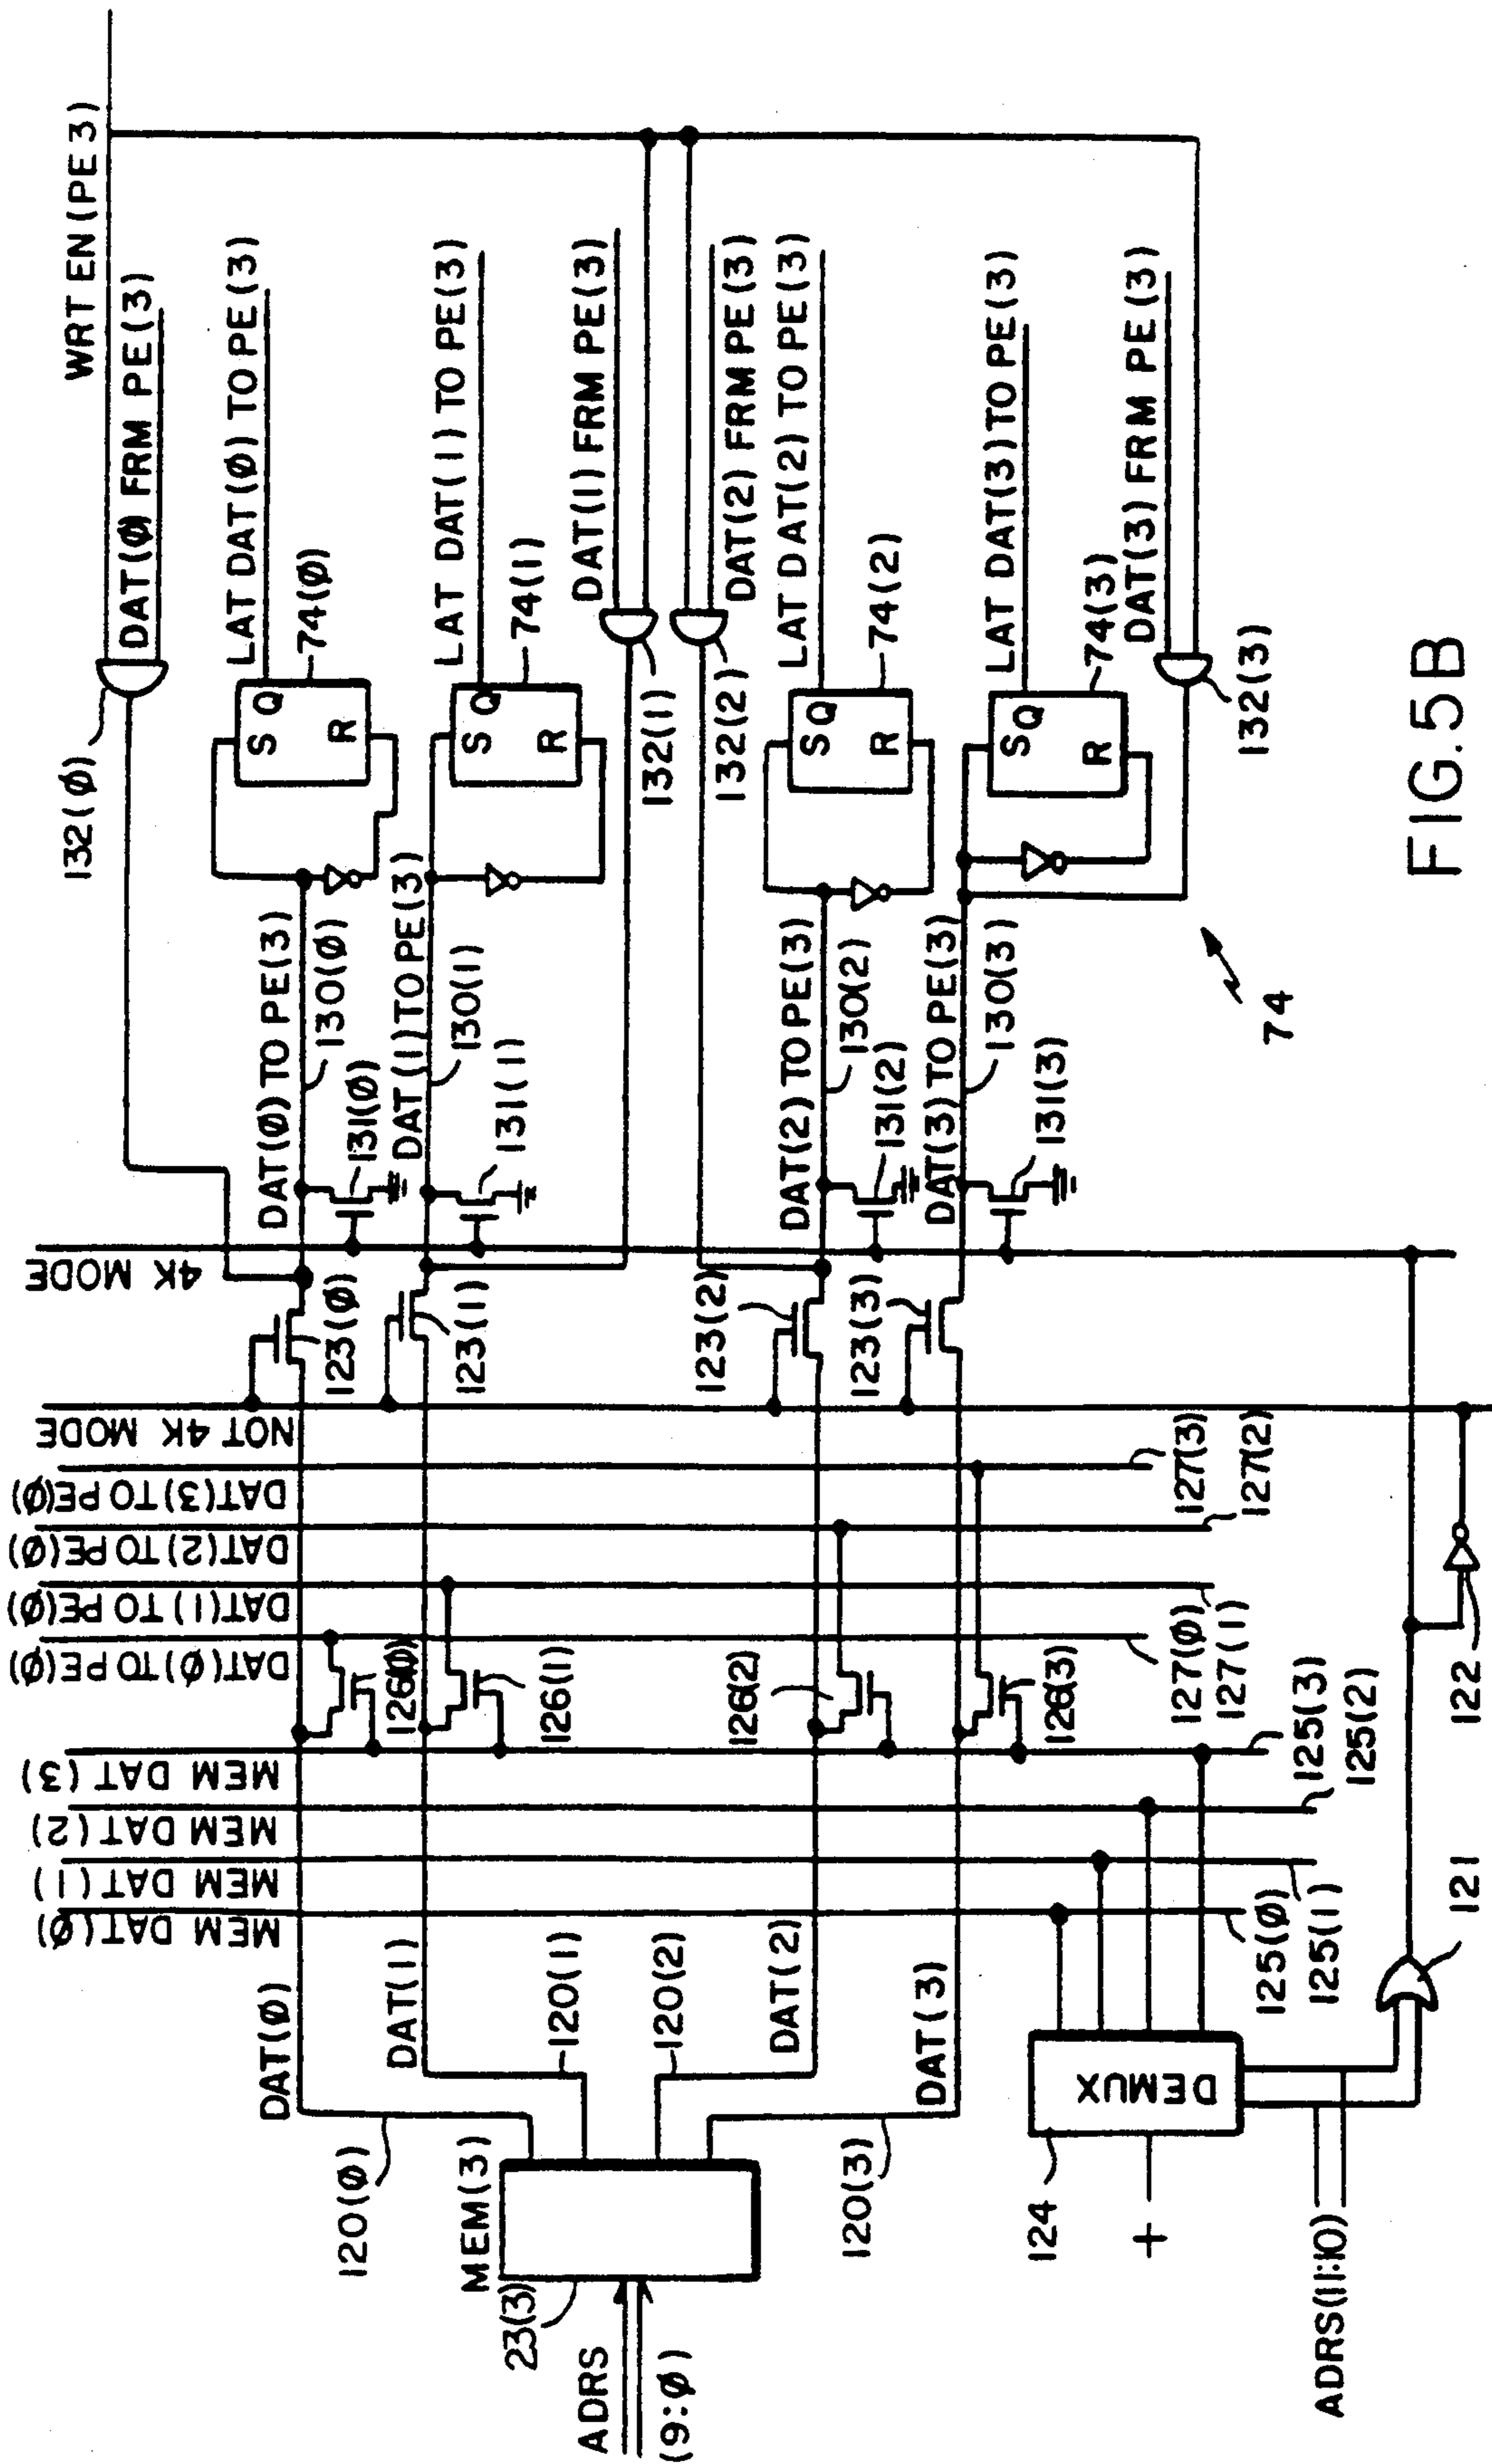 WRT EN (PE 3)
DAT(Ø) FRM PE(3)
132(Ø)
LAT DAT(Ø) TO PE(3)
S
Q
R
74(Ø)
LAT DAT(1) TO PE(3)
S
Q
R
74(1)
DAT(1) FRM PE(3)
132(1)
132(2)
DAT(2) FRM PE(3)
LAT DAT(2) TO PE(3)
S
Q
R
74(2)
LAT DAT(3) TO PE(3)
S
Q
R
74(3)
DAT(3) FRM PE(3)
132(3)
DAT(Ø) TO PE(3)
130(Ø)
131(Ø)
DAT(1) TO PE(3)
130(1)
131(1)
DAT(2) TO PE(3)
130(2)
131(2)
DAT(3) TO PE(3)
130(3)
131(3)
74
4K MODE
123(Ø)
123(1)
123(2)
123(3)
NOT 4K MODE
DAT(3) TO PE(Ø)
DAT(2) TO PE(Ø)
DAT(1) TO PE(Ø)
DAT(Ø) TO PE(Ø)
127(3)
127(2)
127(Ø)
127(1)
126(Ø)
126(1)
126(2)
126(3)
MEM DAT (3)
MEM DAT (2)
MEM DAT (1)
MEM DAT (Ø)
125(3)
125(2)
125(Ø)
125(1)
122
121
DAT(Ø)
DAT(1)
DAT(2)
DAT(3)
120(Ø)
120(1)
120(2)
120(3)
MEM(3)
23(3)
ADRS
(9:Ø)
DEMUX
124
+
ADRS(11:10)
FIG.5B